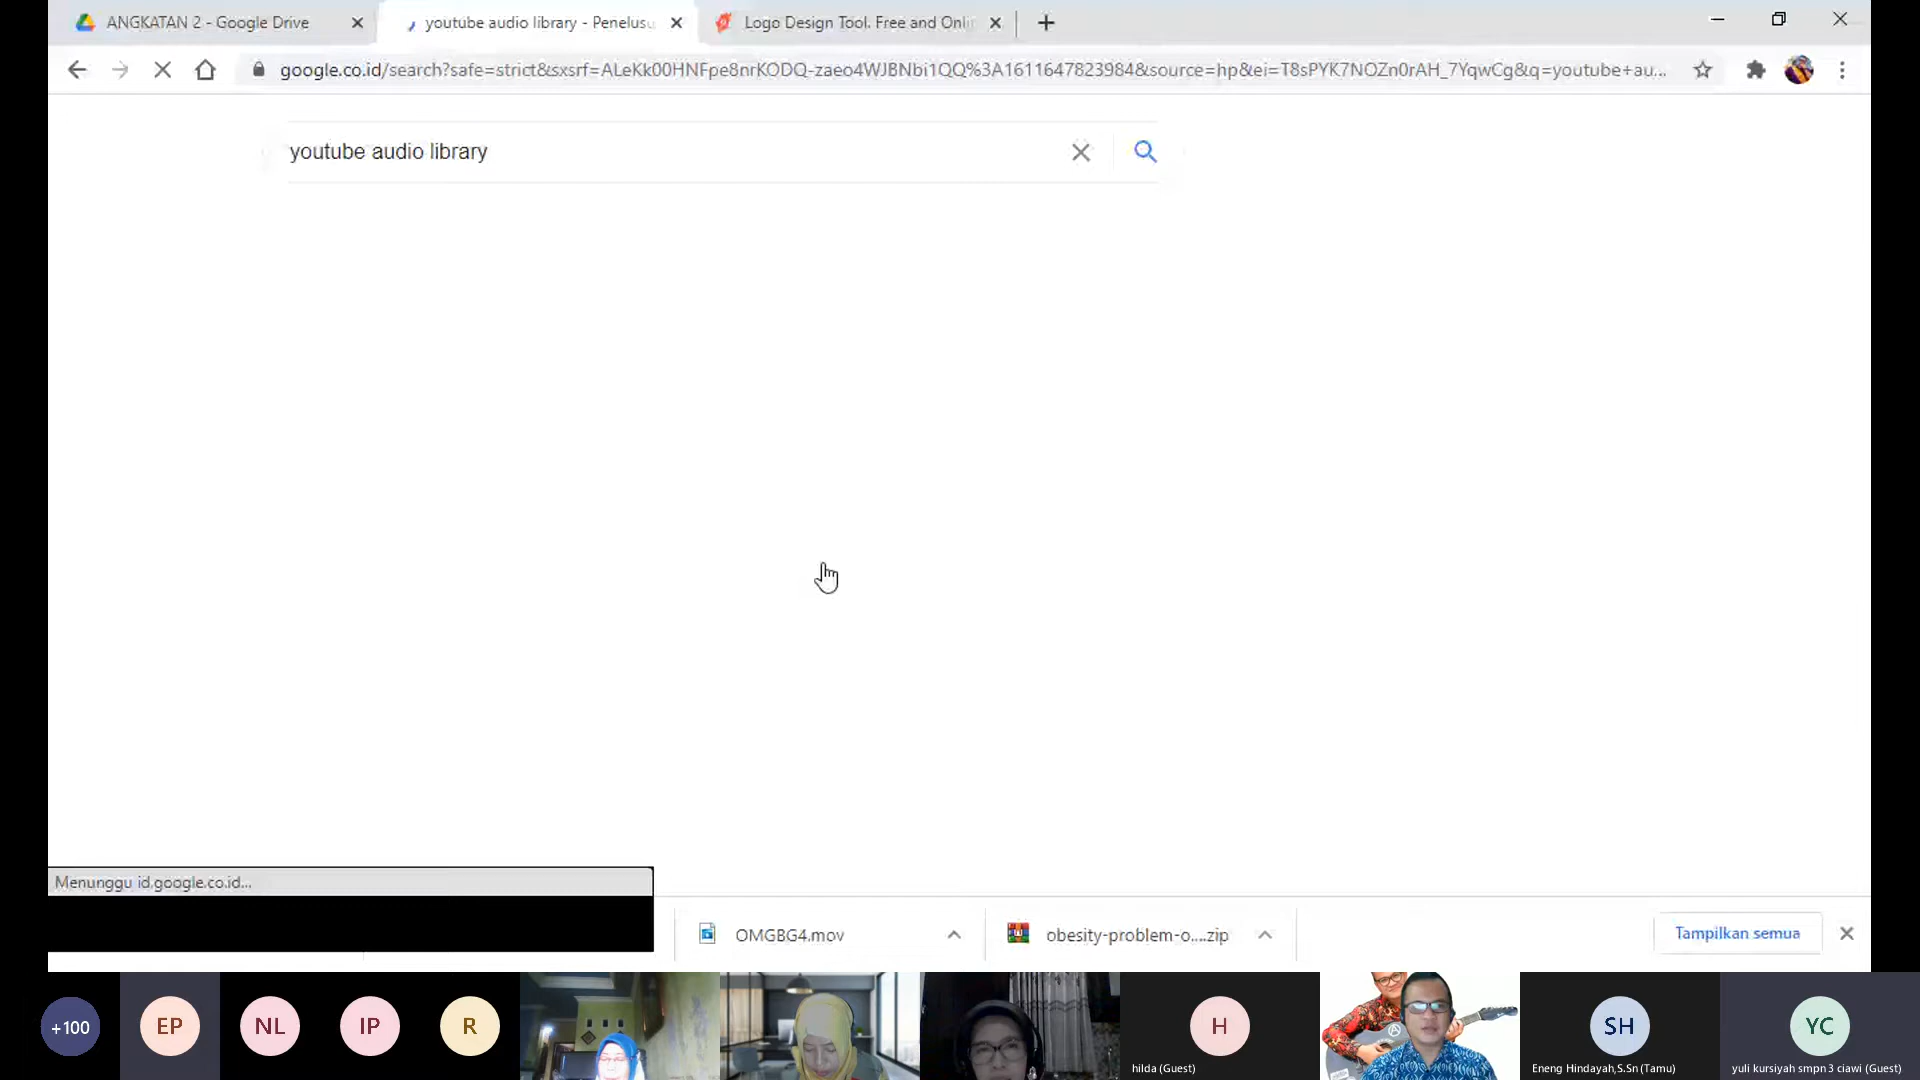 ANGKATAN 2 - Google Drive
youtube audio library - Penelusu
Logo Design Tool. Free and Onli
google.co.id/search?safe=strict&sxsrf=ALeKk00HNFpe8nrKODQ-zaeo4WJBNbi1QQ%3A1611647823984&source=hp&ei=T8sPYK7NOZn0rAH_7YqwCg&q=youtube+au...
youtube audio library
Menunggu id.google.co.id...
OMGBG4.mov
obesity-problem-o....zip
Tampilkan semua
+100
EP
NL
IP
R
H
hilda (Guest)
SH
Eneng Hindayah,S.Sn (Tamu)
YC
yuli kursiyah smpn 3 ciawi (Guest)